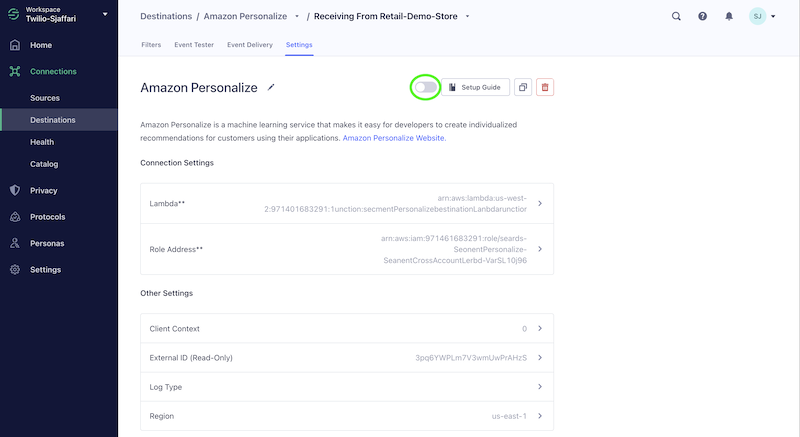 Workspace
Twilio-Sjaffari
Home
Connections
Sources
Destinations
Health
Catalog
Privacy
Protocols
Personas
Settings
Destinations / Amazon Personalize / Receiving From Retail-Demo-Store
SJ
Filters Event Tester Event Delivery Settings
Amazon Personalize
Setup Guide
Amazon Personalize is a machine learning service that makes it easy for developers to create individualized
recommendations for customers using their applications. Amazon Personalize Website.
Connection Settings
Lambda**
arn:aws:lambda:us-west-
2:971401683291:1unction:secmentPersonalizebestinationLanbdarunctior
Role Address**
arn:aws:iam:971461683291:role/seards-
SeonentPersonalize-
SeanentCrossAccountLerbd-VarSL10j96
Other Settings
Client Context 0
External ID (Read-Only) 3pq6YWPLm7V3wmUwPrAHzS
Log Type
Region us-east-1